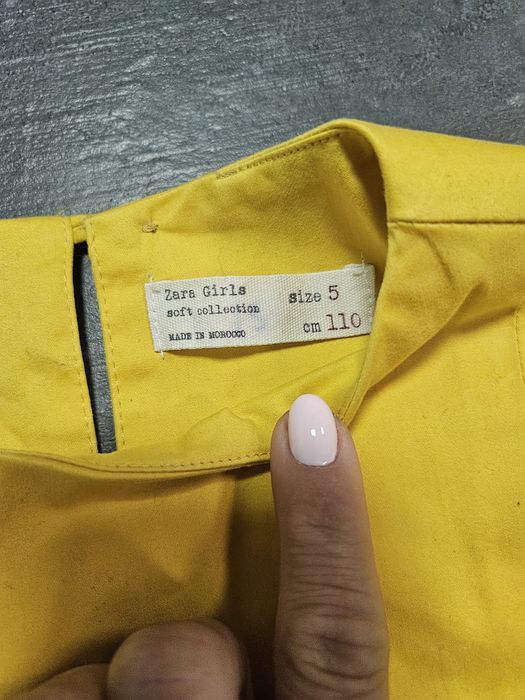 Zara Girls size 5
soft collection
MADE IN MOROCCO cm 110